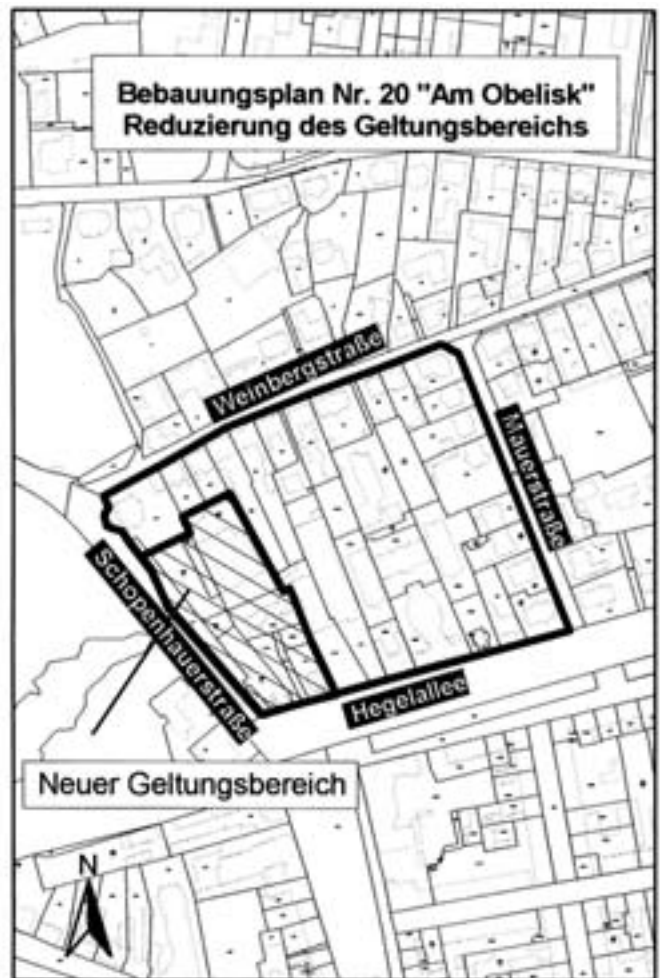 Bebauungsplan Nr. 20 "Am Obelisk"
Reduzierung des Geltungsbereichs
Weinbergstraße
Mauerstraße
Schopenhauerstraße
Hegelallee
Neuer Geltungsbereich
N